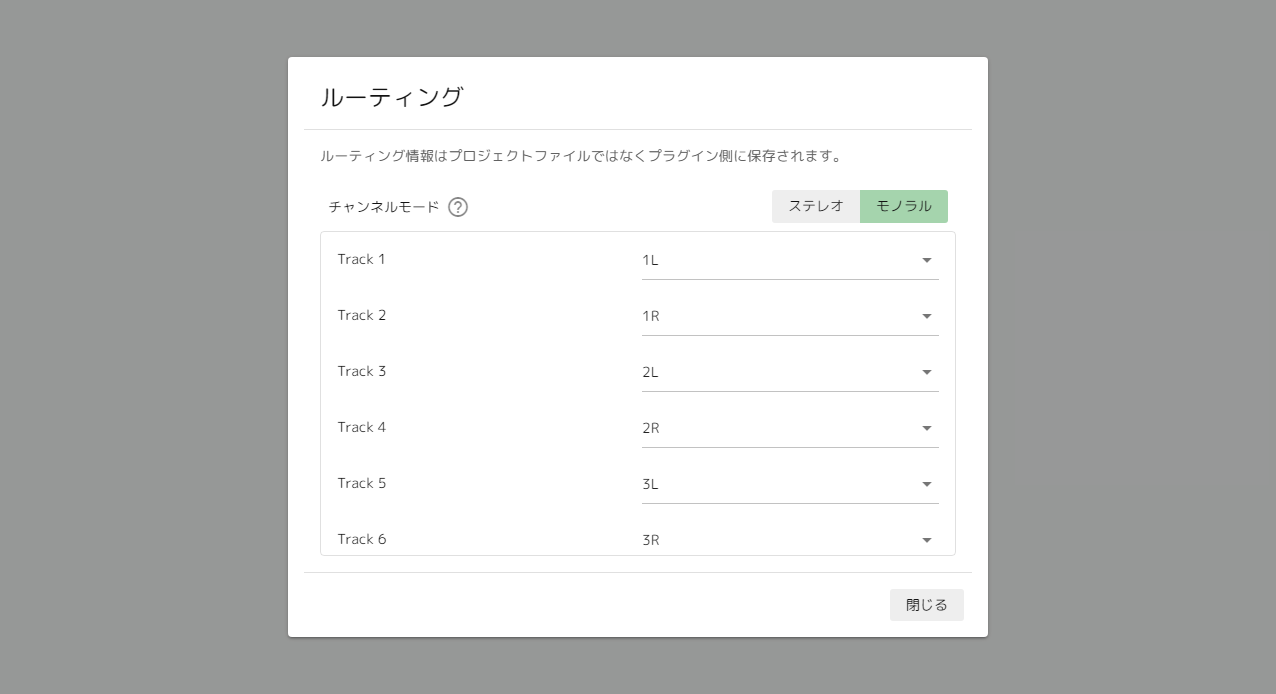 ルーティング
ルーティング情報はプロジェクトファイルではなくプラグイン側に保存されます。
チャンネルモード ? ステレオ モノラル
Track 1 1L
Track 2 1R
Track 3 2L
Track 4 2R
Track 5 3L
Track 6 3R
閉じる